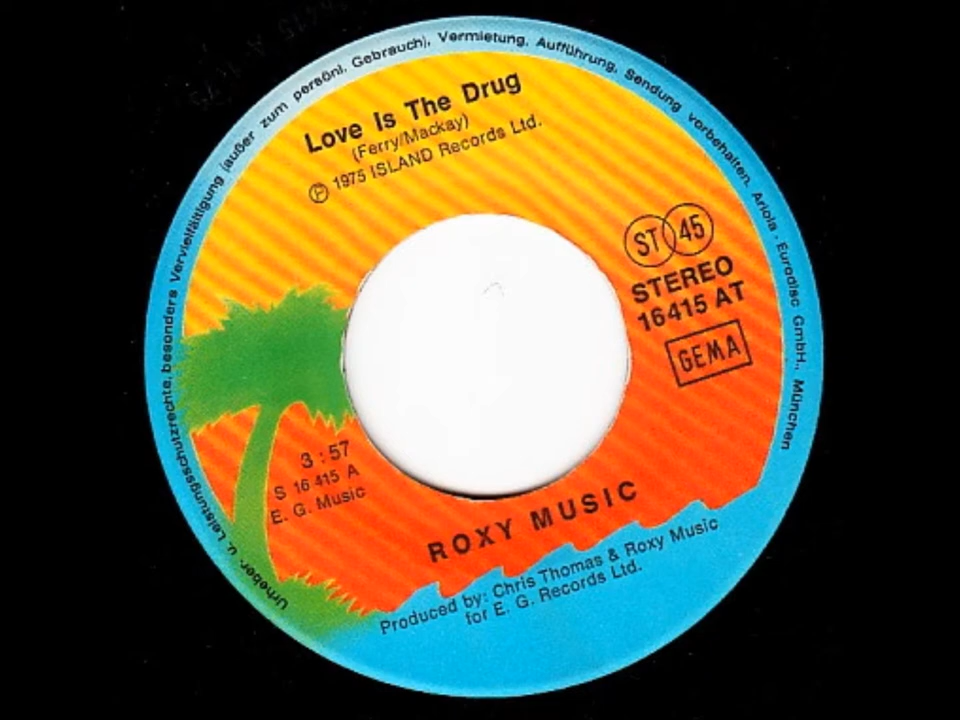 Urheber- u. Leistungsschutzrechte, besonders Vervielfältigung (außer zum persönl. Gebrauch), Vermietung, Aufführung, Sendung vorbehalten. Ariola - Eurodisc GmbH., München
Love Is The Drug
(Ferry/Mackay)
Ⓟ 1975 ISLAND Records Ltd.
ST 45
STEREO
16415 AT
GEMA
3:57
S 16 415 A
E. G. Music
ROXY MUSIC
Produced by: Chris Thomas & Roxy Music
for E. G. Records Ltd.